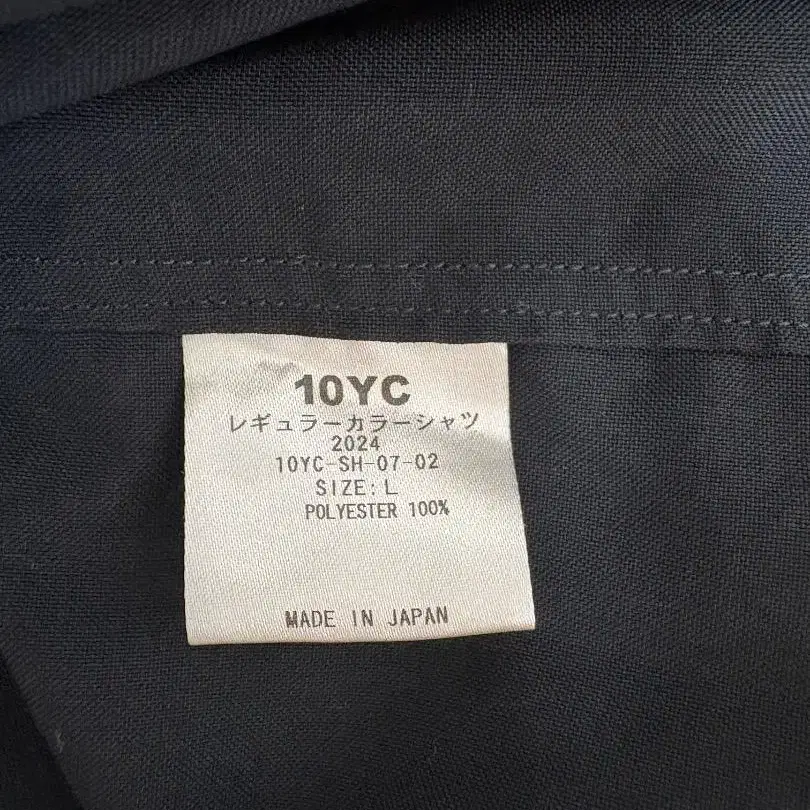 10YC
レギュラーカラーシャツ
2024
10YC-SH-07-02
SIZE: L
POLYESTER 100%
MADE IN JAPAN